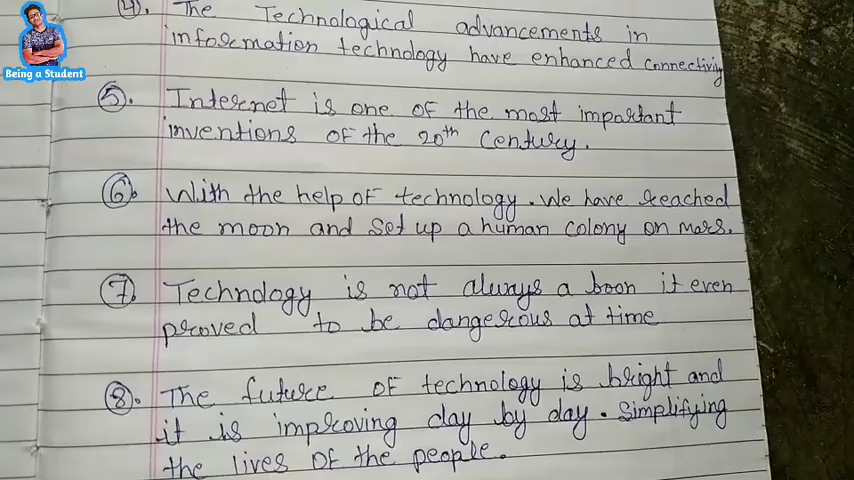 Being a Student
(4). The Technological advancements in
information technology have enhanced connectivity
(5). Internet is one of the most important
inventions of the 20th Century.
(6). With the help of technology. We have reached
the moon and set up a human colony on mars.
(7). Technology is not always a boon it even
proved to be dangerous at time
(8). The future of technology is bright and
it is improving day by day. Simplifying
the lives of the people.